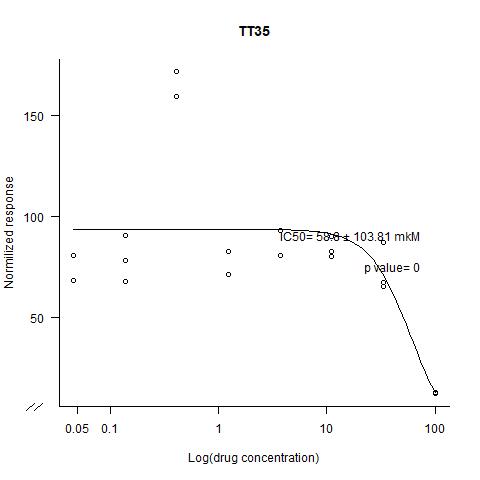 TT35
150
100
50
Normilized response
IC50= 58.6 ± 103.81 mkM
p value= 0
0.05 0.1 1 10 100
Log(drug concentration)